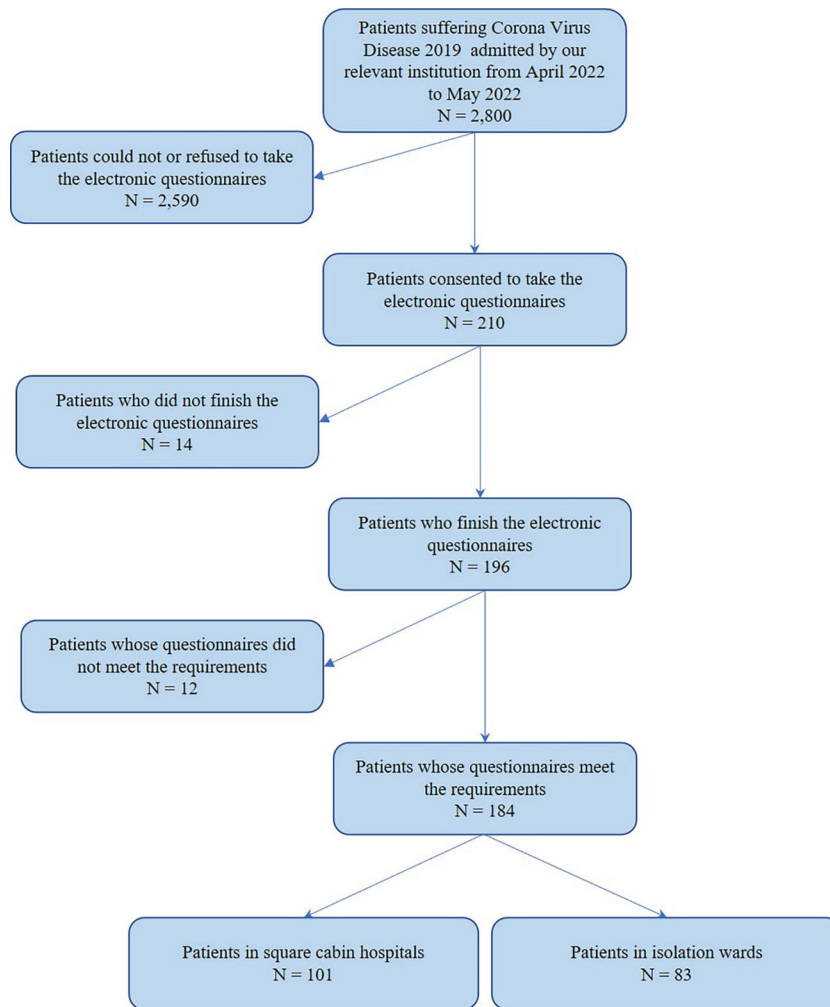 Patients suffering Corona Virus
Disease 2019 admitted by our
relevant institution from April 2022
to May 2022
N = 2,800
Patients could not or refused to take
the electronic questionnaires
N = 2,590
Patients consented to take the
electronic questionnaires
N = 210
Patients who did not finish the
electronic questionnaires
N = 14
Patients who finish the electronic
questionnaires
N = 196
Patients whose questionnaires did
not meet the requirements
N = 12
Patients whose questionnaires meet
the requirements
N = 184
Patients in square cabin hospitals
N = 101
Patients in isolation wards
N = 83